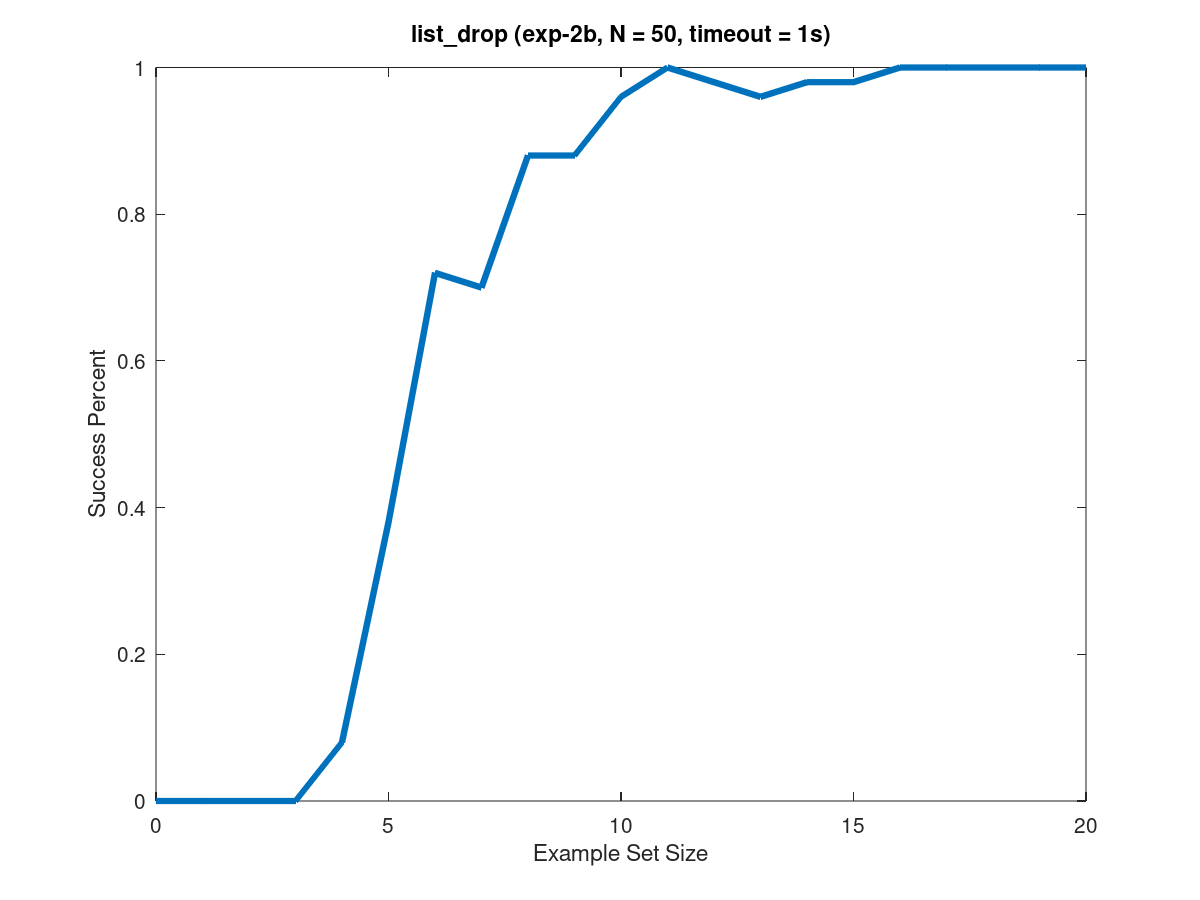 list_drop (exp-2b, N = 50, timeout = 1s)
1
0.8
0.6
0.4
0.2
0
Success Percent
0 5 10 15 20
Example Set Size